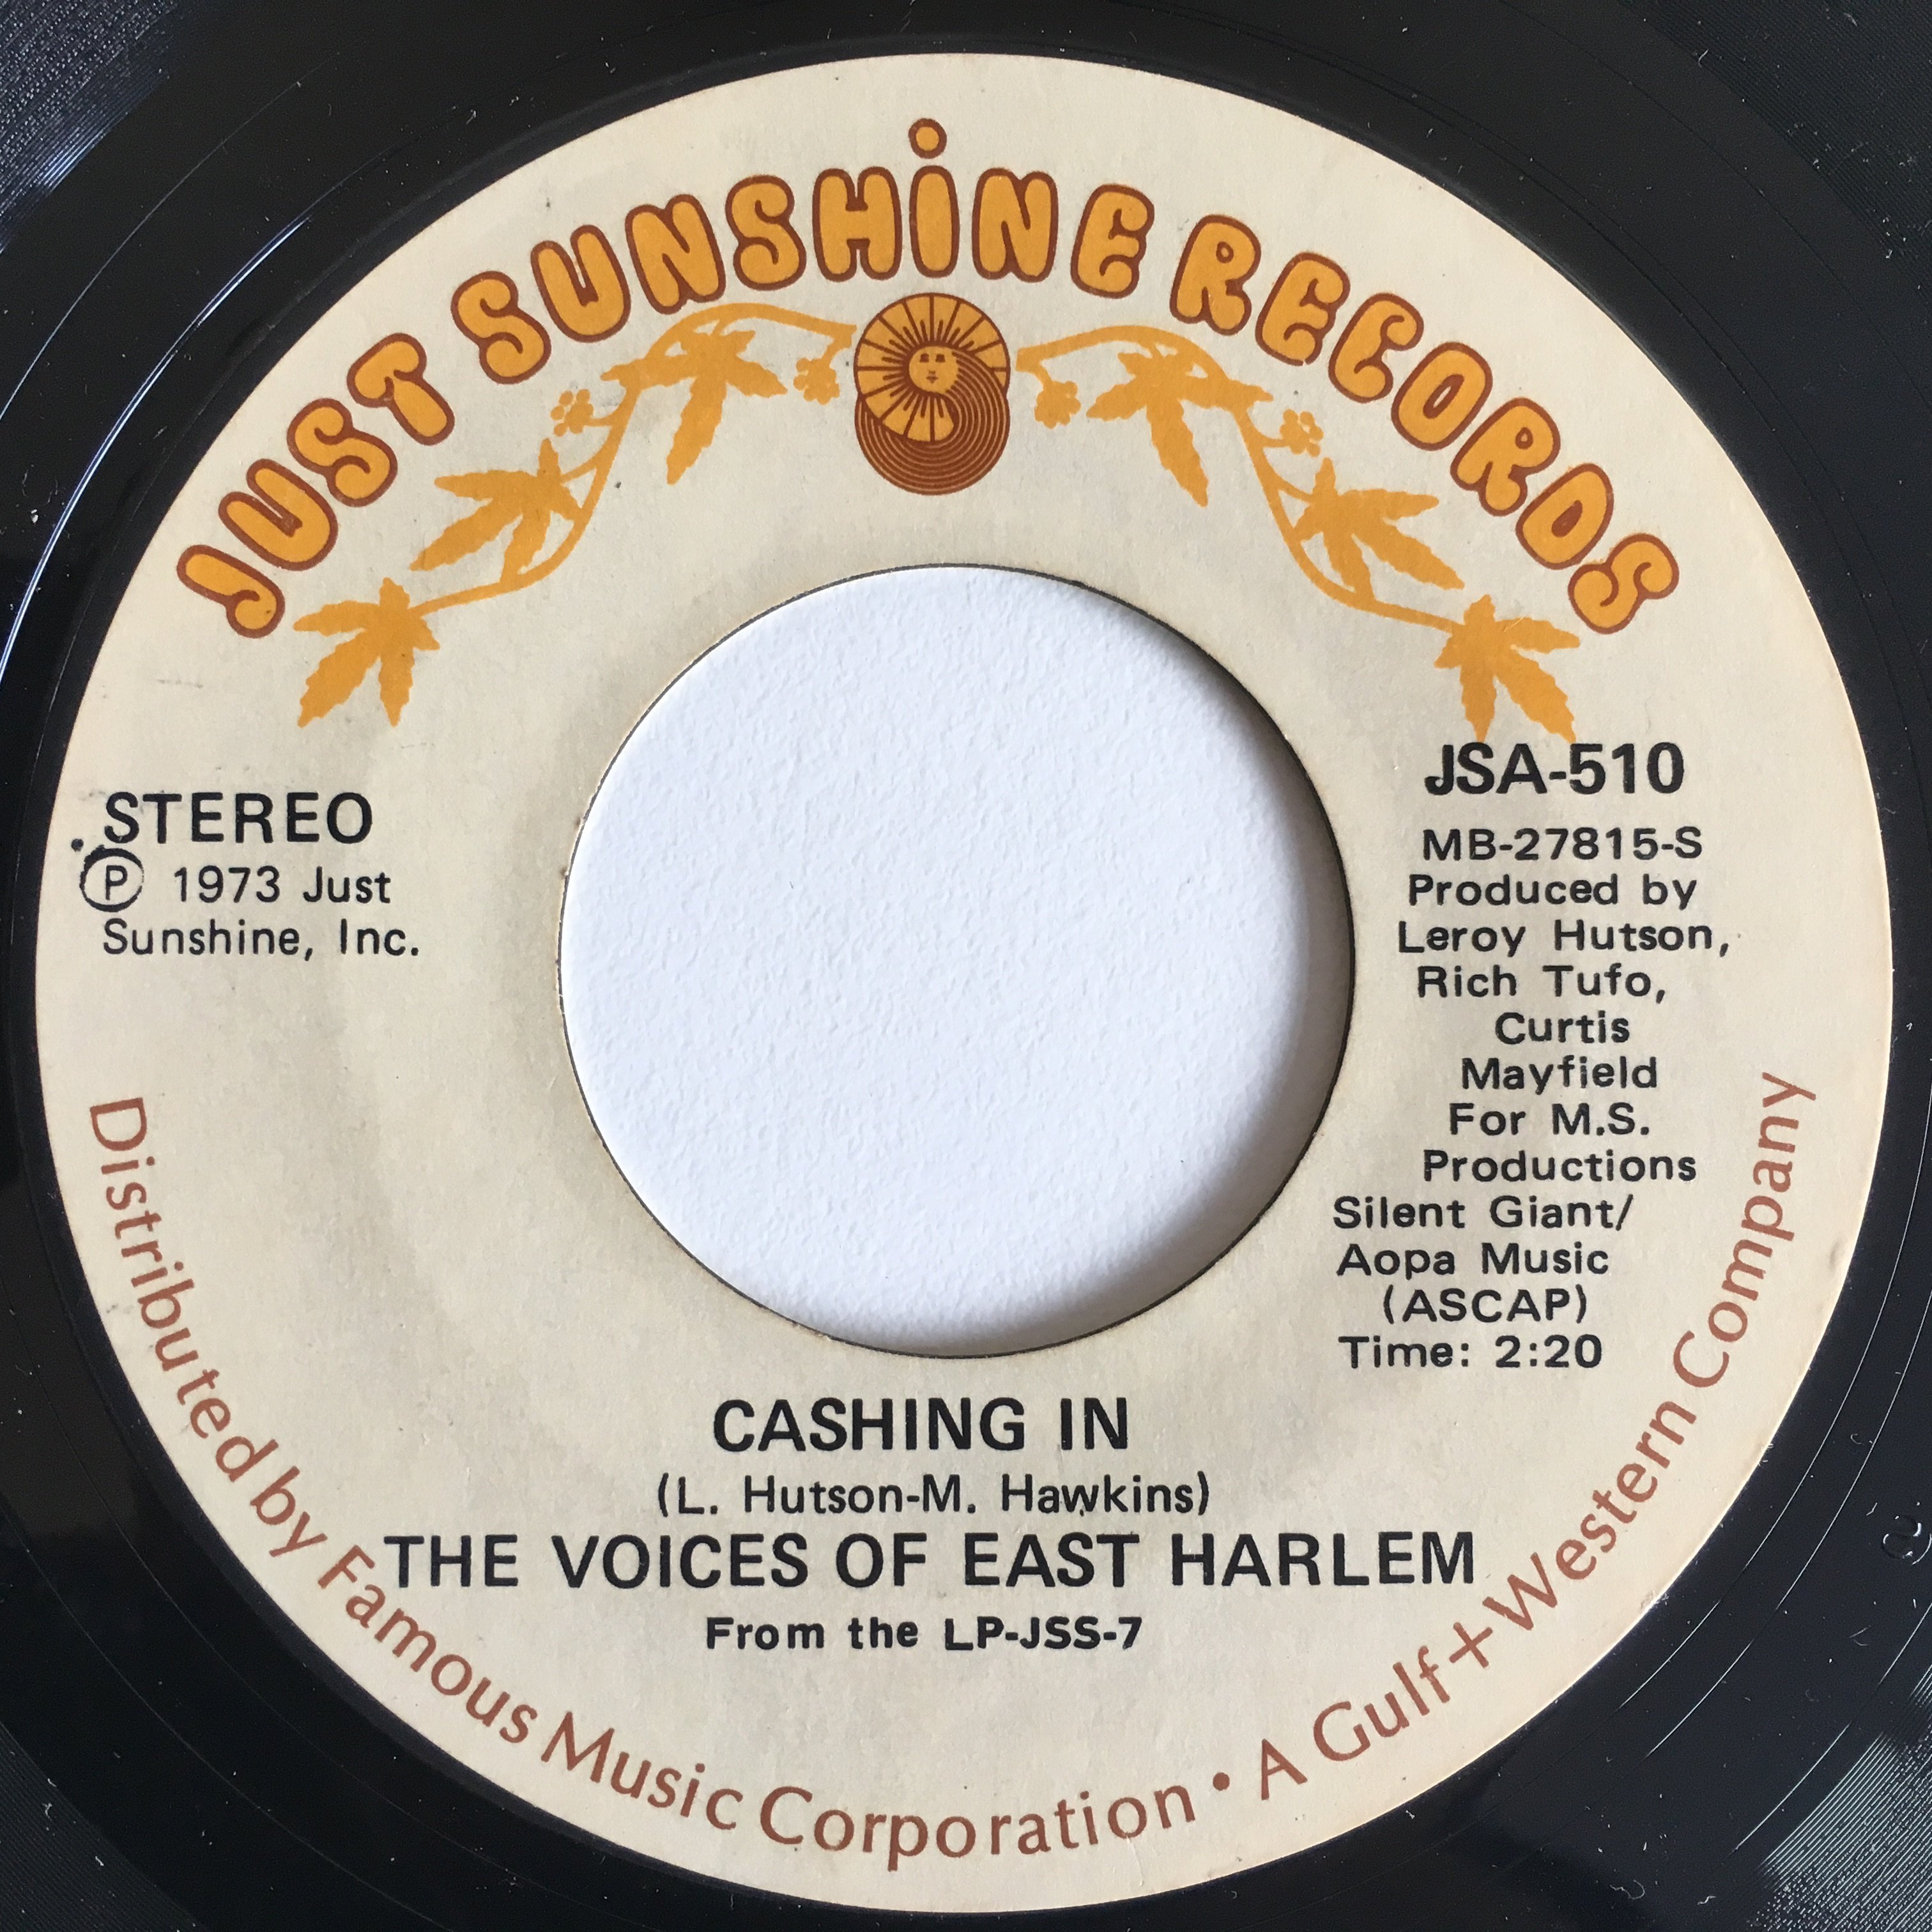 JUST SUNSHINE RECORDS
STEREO
Ⓟ 1973 Just
Sunshine, Inc.
JSA-510
MB-27815-S
Produced by
Leroy Hutson,
Rich Tufo,
Curtis
Mayfield
For M.S.
Productions
Silent Giant/
Aopa Music
(ASCAP)
Time: 2:20
CASHING IN
(L. Hutson-M. Hawkins)
THE VOICES OF EAST HARLEM
From the LP-JSS-7
Distributed by Famous Music Corporation • A Gulf+Western Company